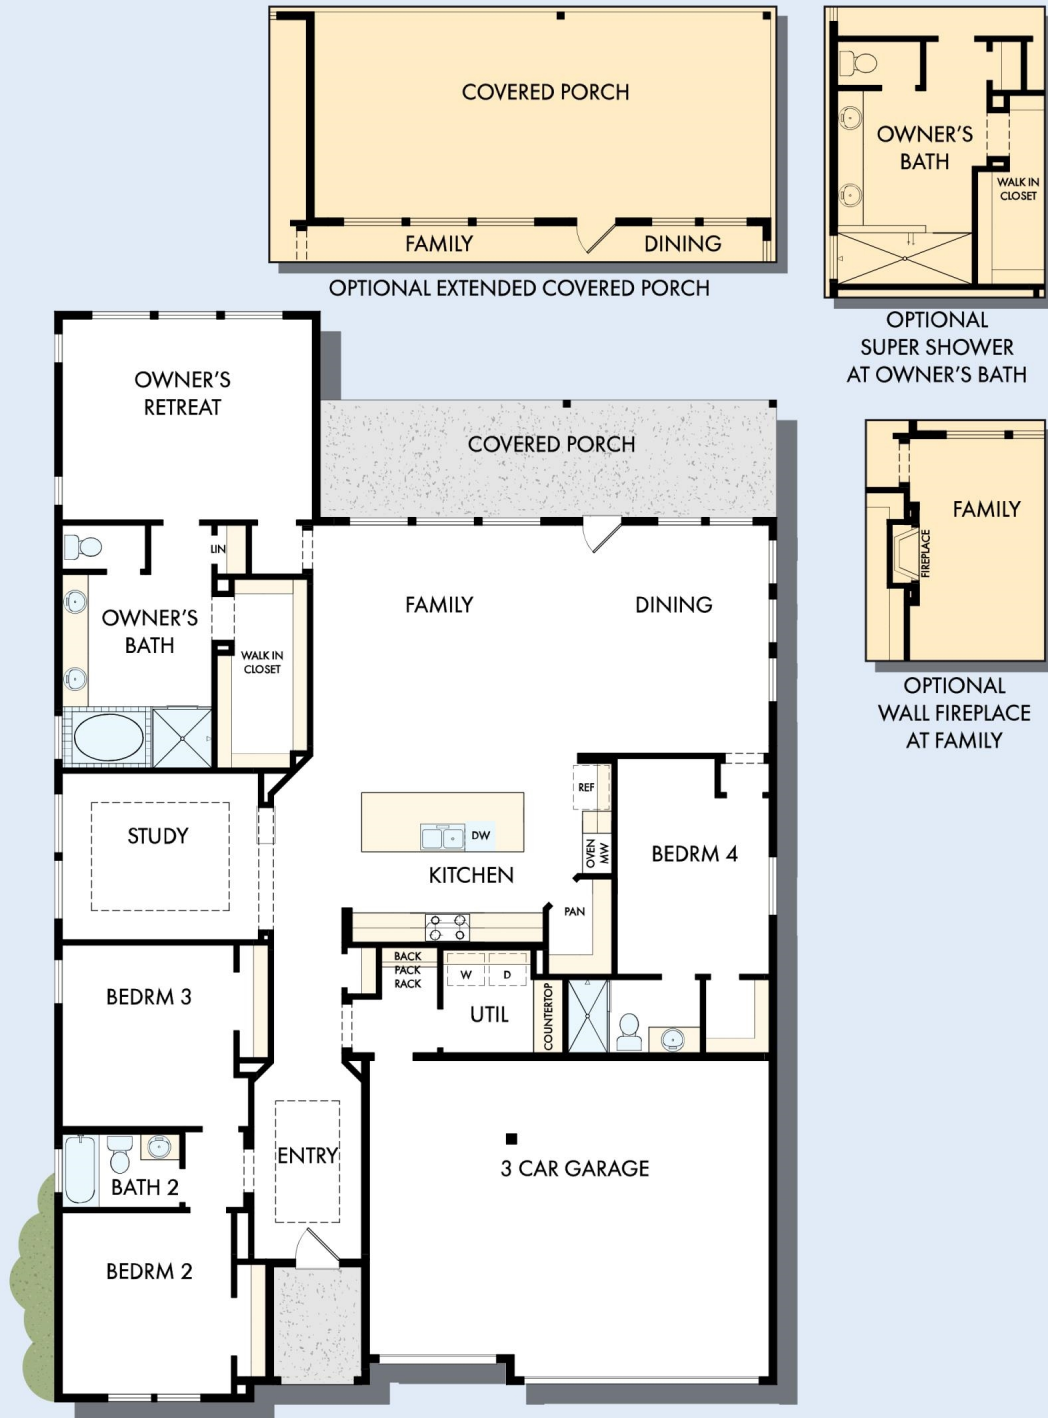 COVERED PORCH
FAMILY
DINING
OPTIONAL EXTENDED COVERED PORCH
OWNER'S
BATH
WALK IN
CLOSET
OPTIONAL
SUPER SHOWER
AT OWNER'S BATH
OWNER'S
RETREAT
COVERED PORCH
FAMILY
FIREPLACE
OPTIONAL
WALL FIREPLACE
AT FAMILY
LIN
OWNER'S
BATH
WALK IN
CLOSET
FAMILY
DINING
STUDY
REF
DW
OVEN
MW
KITCHEN
PAN
BEDRM 4
BEDRM 3
BACK
PACK
RACK
W
D
UTIL
COUNTERTOP
ENTRY
3 CAR GARAGE
BATH 2
BEDRM 2